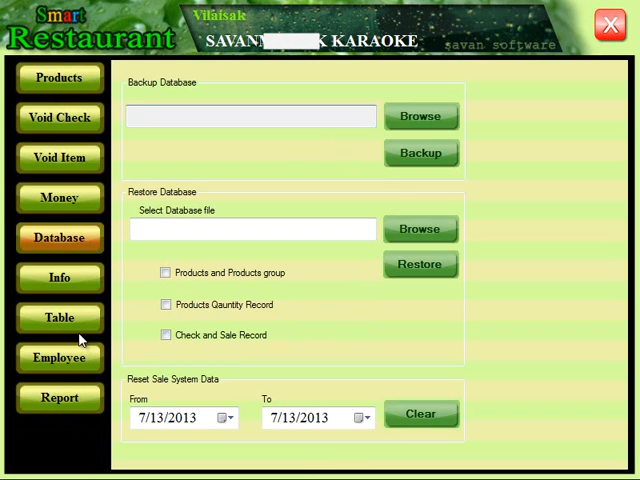 Smart
Restaurant
Vilaisak
KARAOKE
savan software
X
Products
Void Check
Void Item
Money
Database
Info
Table
Employee
Report
Backup Database
Browse
Backup
Restore Database
Select Database file
Browse
Restore
Products and Products group
Products Qauntity Record
Check and Sale Record
Reset Sale System Data
From
To
7/13/2013
7/13/2013
Clear